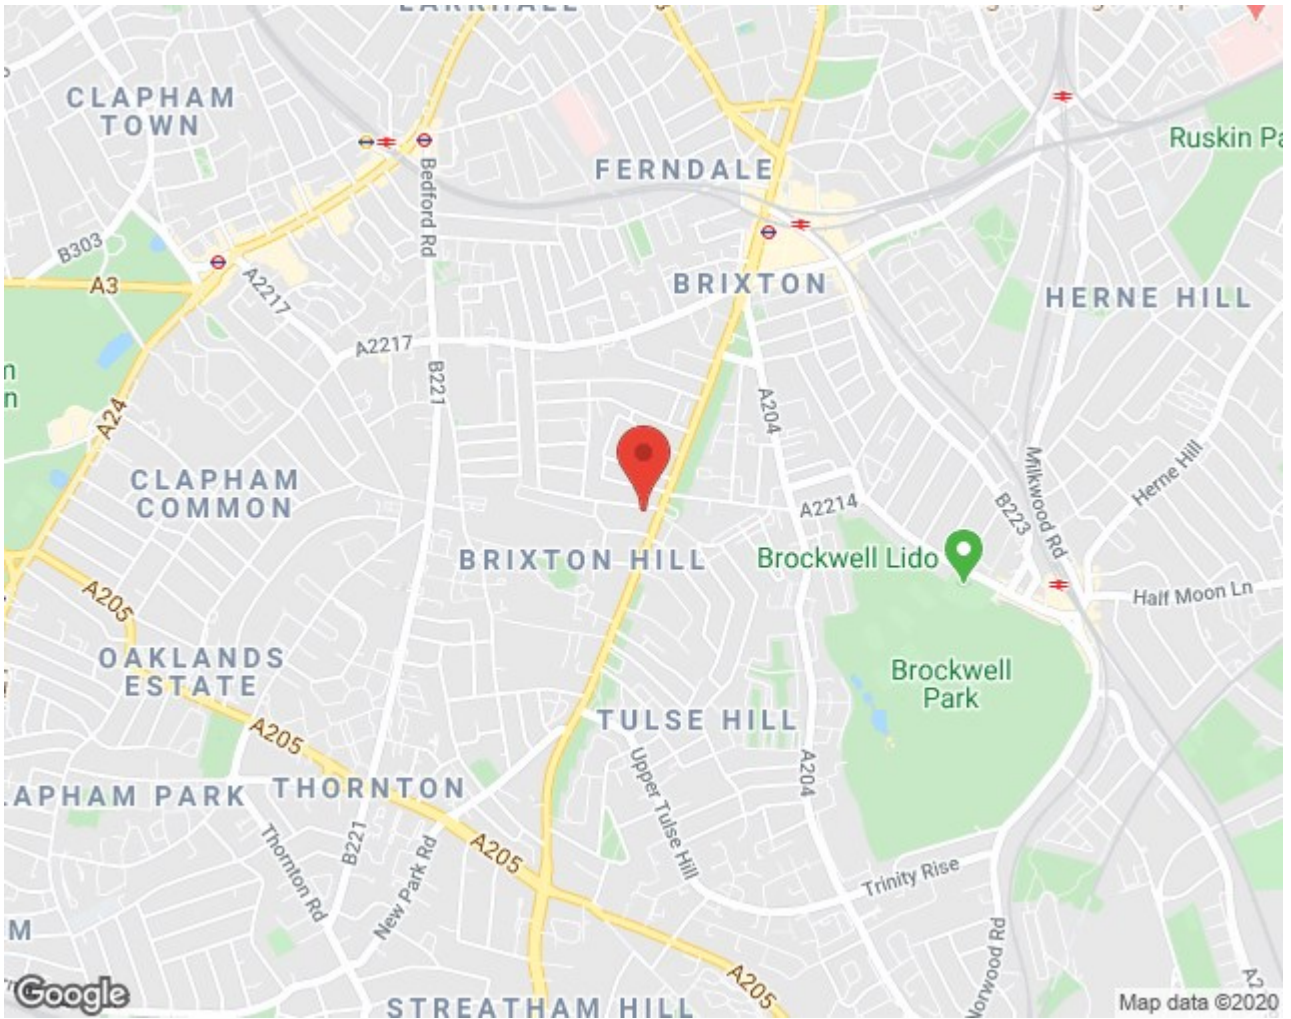 LARKHALL
CLAPHAM
TOWN
Ruskin Pa
FERNDALE
Bedford Rd
B303
A3
A2217
BRIXTON
HERNE HILL
A2217
B221
A204
A24
CLAPHAM
COMMON
Milkwood Rd
Herne Hill
A2214
B223
BRIXTON HILL
Brockwell Lido
A205
Half Moon Ln
OAKLANDS
ESTATE
Brockwell
Park
A205
TULSE HILL
Upper Tulse Hill
A204
THORNTON
LAPHAM PARK
B221
A205
Thornton Rd
New Park Rd
Trinity Rise
Norwood Rd
M
A205
A2
Google
STREATHAM HILL
Map data ©2020